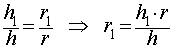 h₁/h = r₁/r ⇒ r₁ = h₁·r/h